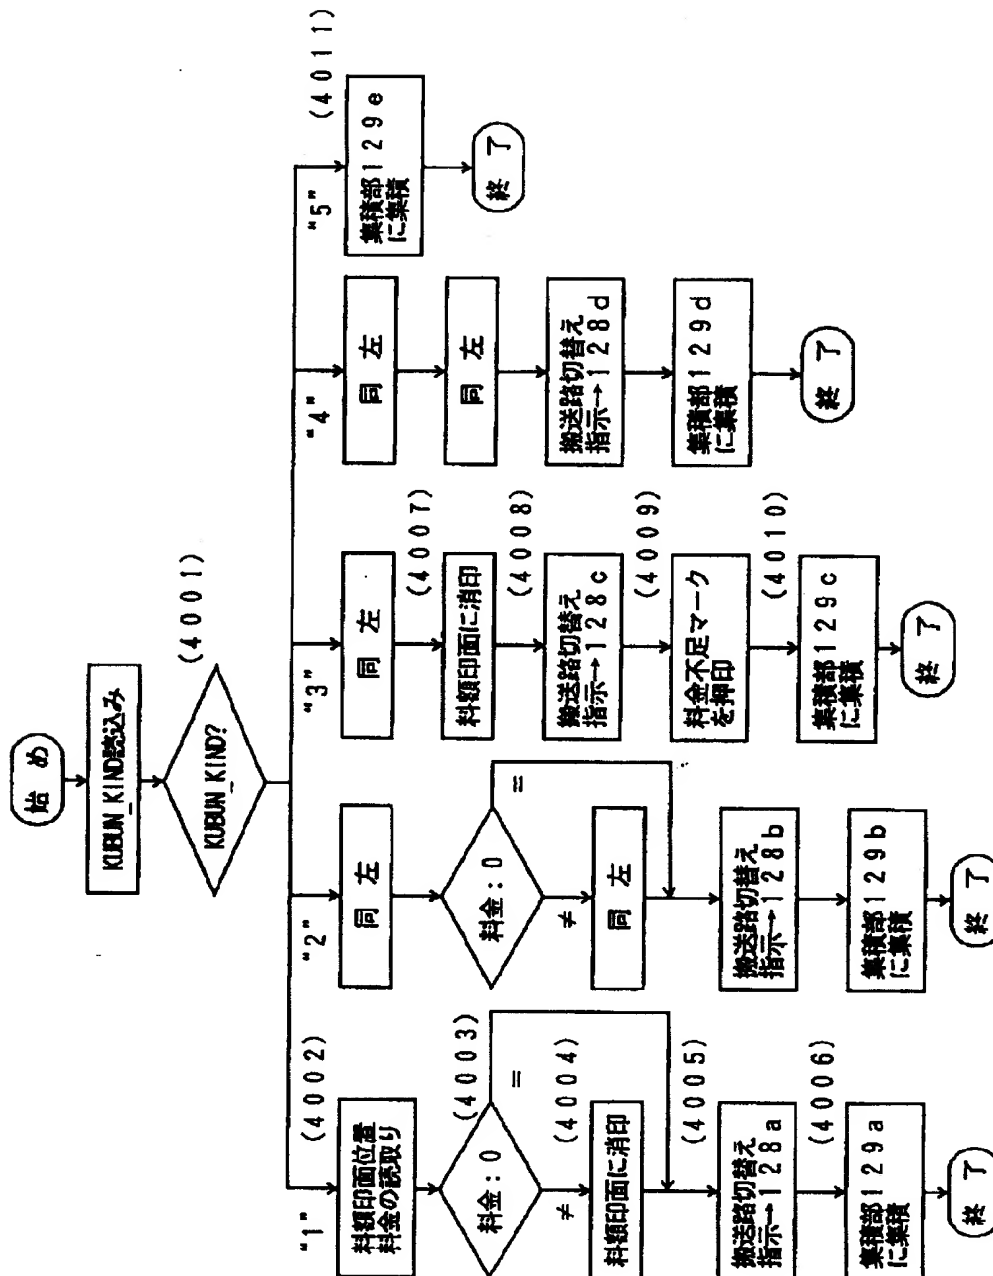 始 め
KUBUN_KIND読込み
(4001)
KUBUN_KIND?
"1"
(4002)
料額印面位置
料金の読取り
(4003)
料金:0
=
≠
(4004)
料額印面に消印
(4005)
搬送路切替え
指示→128a
(4006)
集積部129a
に集積
終 了
"2"
同 左
料金:0
=
≠
同 左
搬送路切替え
指示→128b
集積部129b
に集積
終 了
"3"
同 左
(4007)
料額印面に消印
(4008)
搬送路切替え
指示→128c
(4009)
料金不足マーク
を押印
(4010)
集積部129c
に集積
終 了
"4"
同 左
同 左
搬送路切替え
指示→128d
集積部129d
に集積
終 了
"5"
(4011)
集積部129e
に集積
終 了